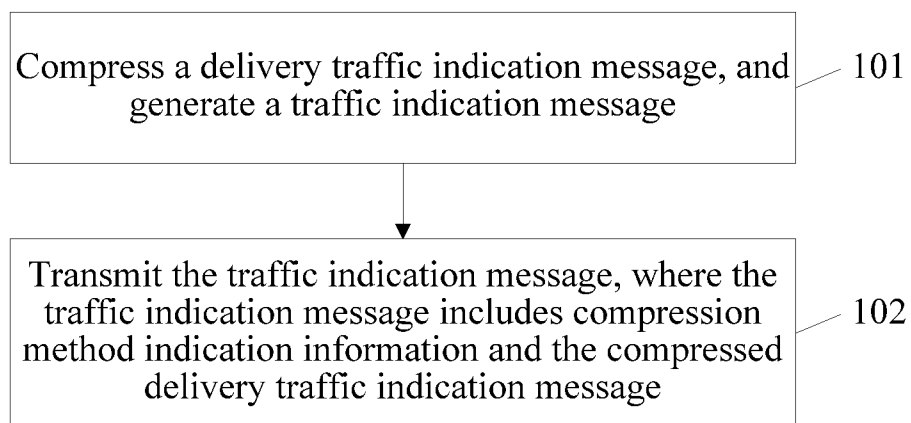 Compress a delivery traffic indication message, and
generate a traffic indication message
101
Transmit the traffic indication message, where the
traffic indication message includes compression
method indication information and the compressed
delivery traffic indication message
102